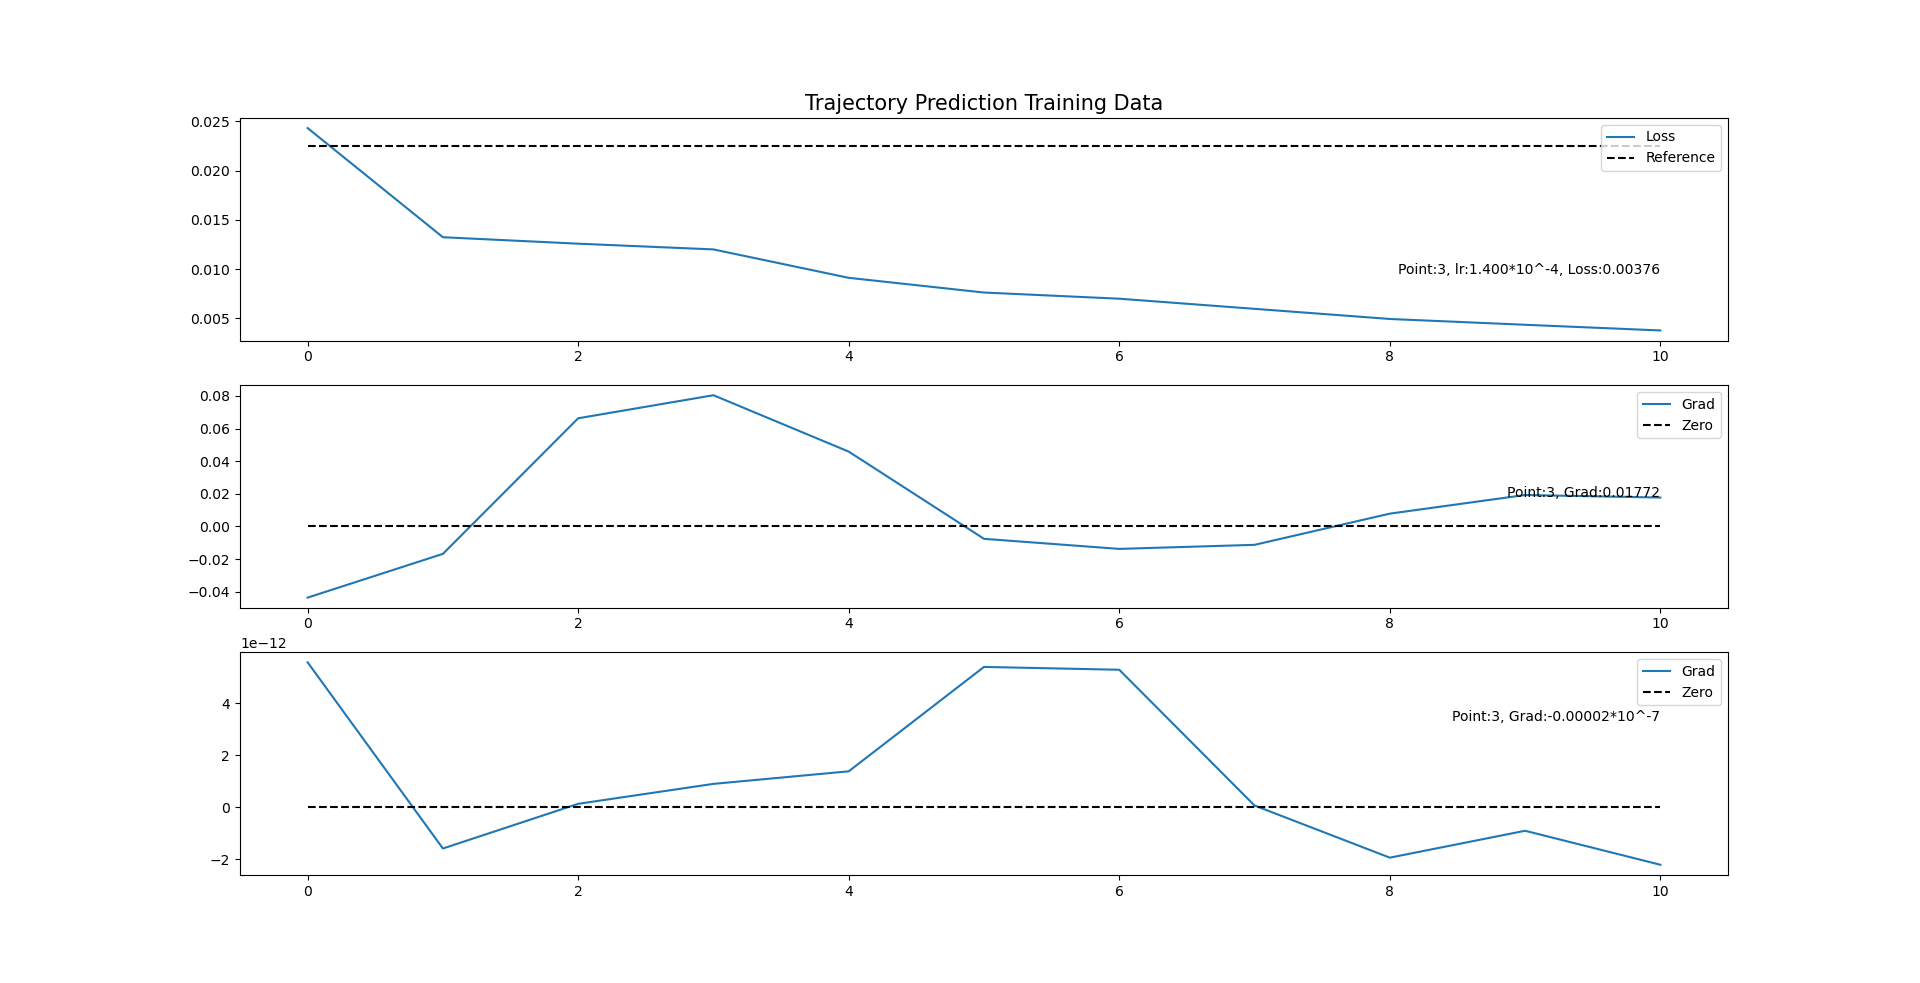 Trajectory Prediction Training Data
0.025
0.020
0.015
0.010
0.005
Loss
Reference
Point:3, lr:1.400*10^-4, Loss:0.00376
0 2 4 6 8 10
0.08
0.06
0.04
0.02
0.00
−0.02
−0.04
Grad
Zero
Point:3, Grad:0.01772
0 2 4 6 8 10
1e−12
4
2
0
−2
Grad
Zero
Point:3, Grad:-0.00002*10^-7
0 2 4 6 8 10